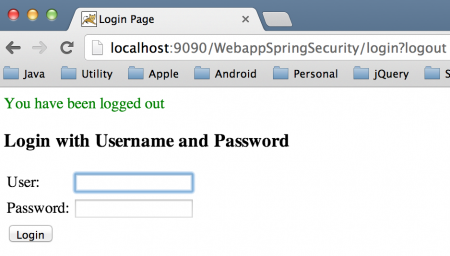 Login Page
localhost:9090/WebappSpringSecurity/login?logout
Java Utility Apple Android Personal jQuery S
You have been logged out
Login with Username and Password
User:
Password:
Login